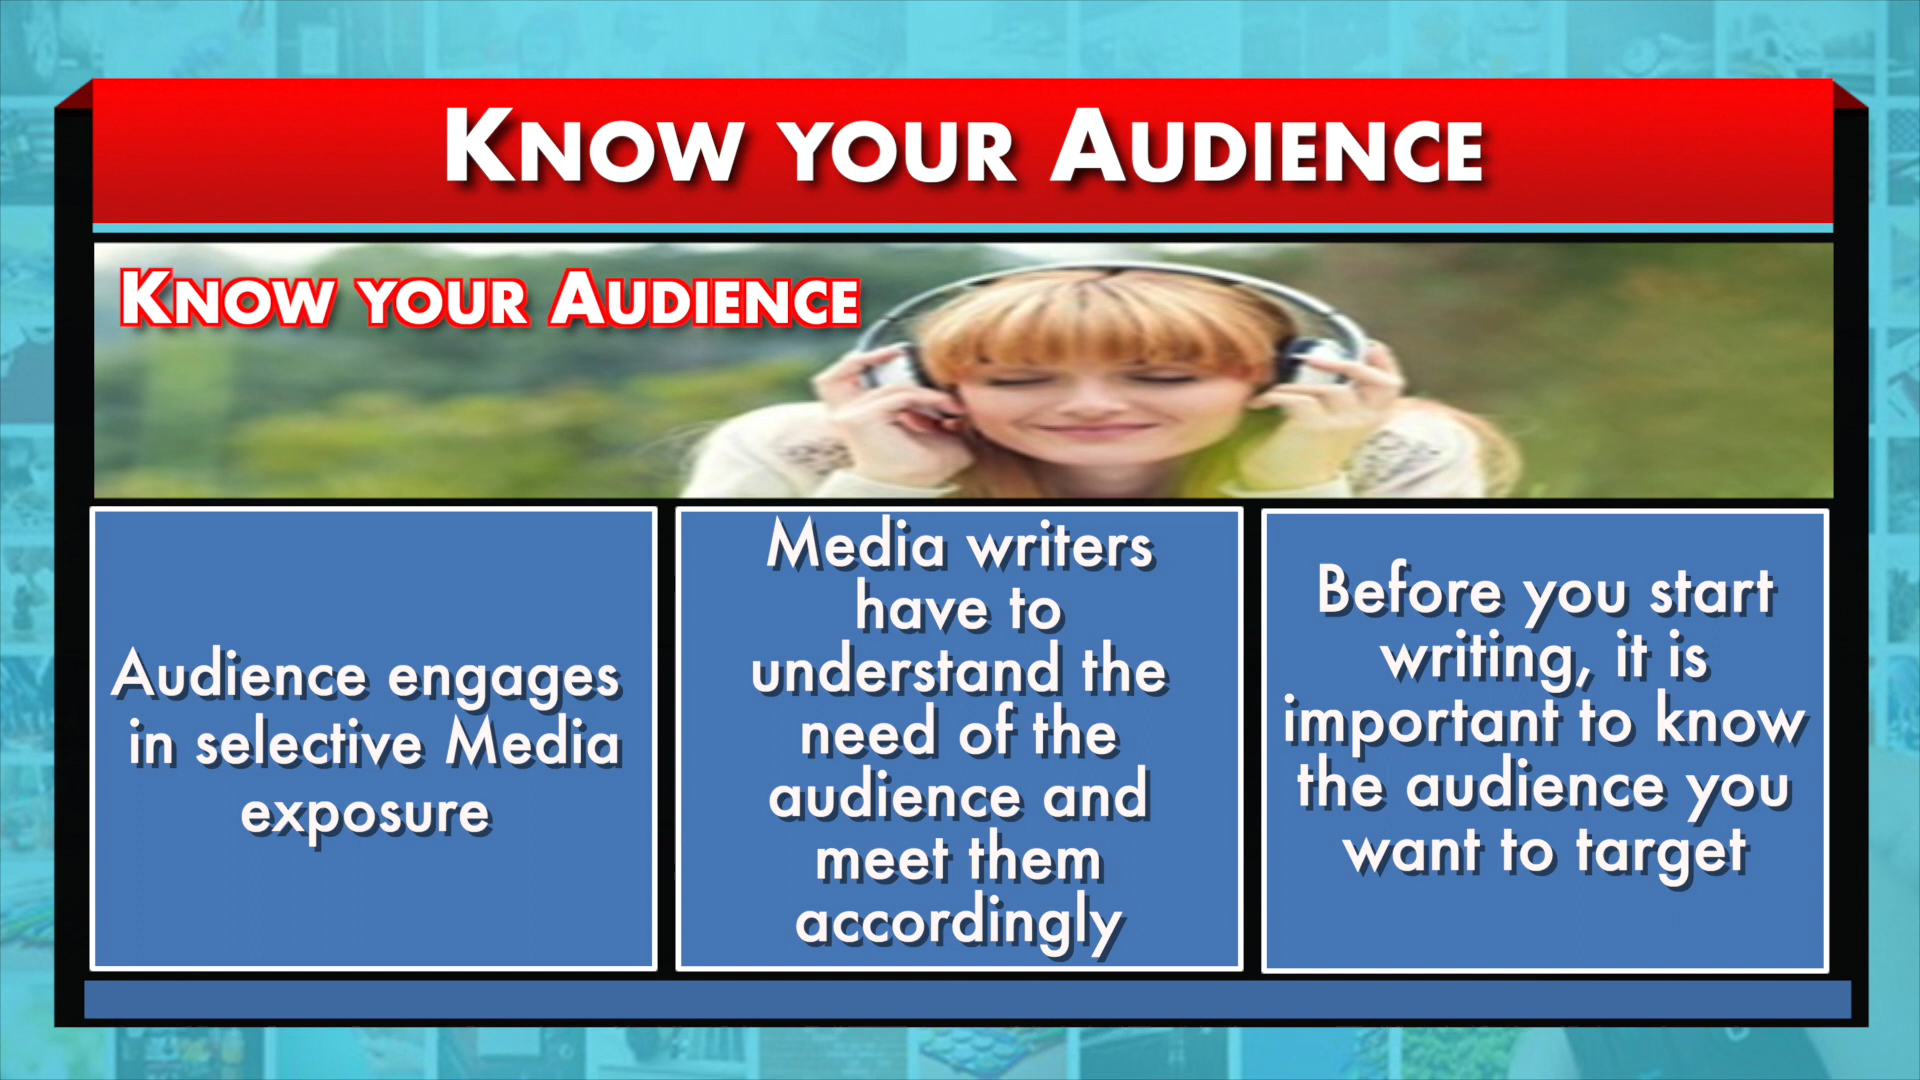 Know your Audience
Know your Audience
Audience engages
in selective Media
exposure
Media writers
have to
understand the
need of the
audience and
meet them
accordingly
Before you start
writing, it is
important to know
the audience you
want to target